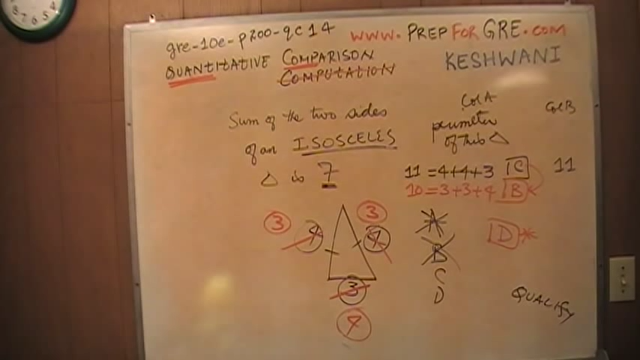 gre-10e-p200-qc14
WWW.PREPFORGRE.COM
QUANTITATIVE COMPARISON
COMPUTATION
KESHWANI
Sum of the two sides
of an ISOSCELES
△ is 7
Col A
perimeter
of this △
Col B
11 = 4+4+3 C
11
10 = 3+3+4 B
3
3
4
4
3
4
A
B
C
D
D *
QUALIFY